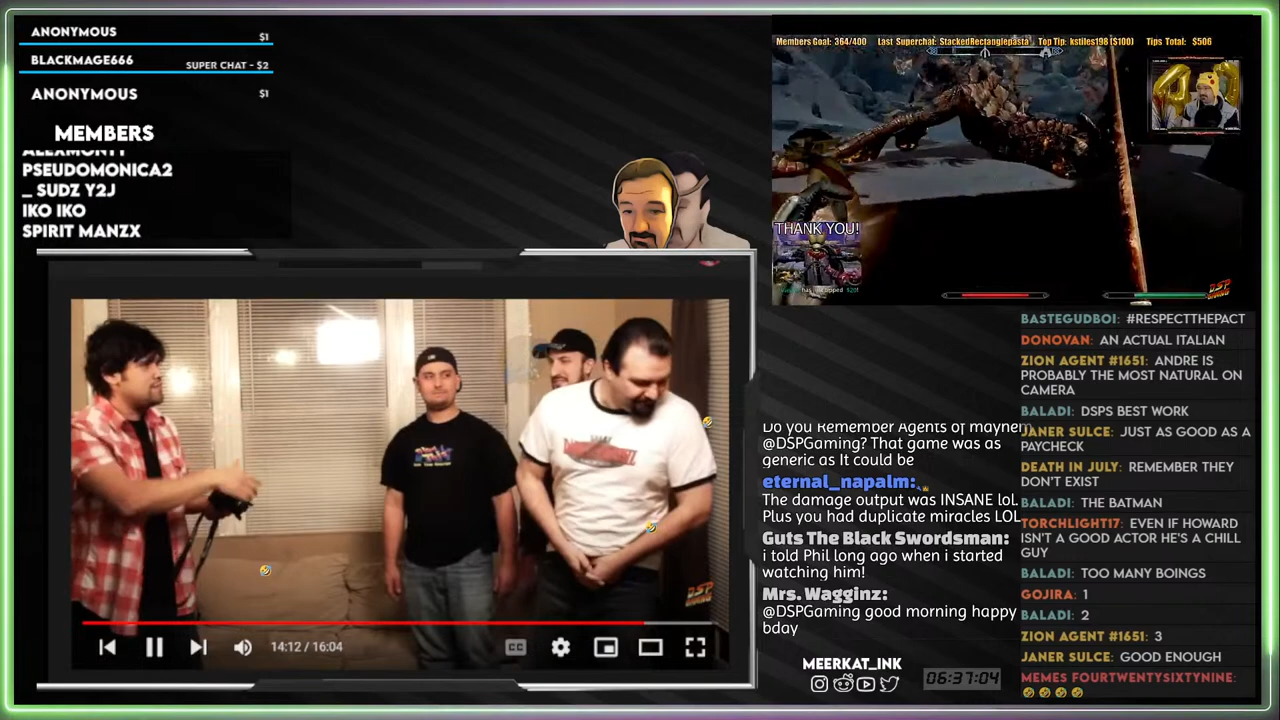 ANONYMOUS $1
BLACKMAGE666 SUPER CHAT - $2
ANONYMOUS $1
MEMBERS
ALEXMONTY
PSEUDOMONICA2
_ SUDZ Y2J
IKO IKO
SPIRIT MANZX
Members Goal: 364/400 Last Superchat: StackedRectanglepasta Top Tip: kstiles198 ($100) Tips Total: $506
40
THANK YOU!
DSP
GAMING
14:12 / 16:04
CC
DSP
Do you Remember Agents of mayhem
@DSPGaming? That game was as
generic as It could be
eternal_napalm:
The damage output was INSANE loL
Plus you had duplicate miracles LOL
Guts The Black Swordsman:
i told Phil long ago when i started
watching him!
Mrs. Wagginz:
@DSPGaming good morning happy
bday
MEERKAT_INK
06:37:04
BASTEGUDBOI: #RESPECTTHEPACT
DONOVAN: AN ACTUAL ITALIAN
ZION AGENT #1651: ANDRE IS
PROBABLY THE MOST NATURAL ON
CAMERA
BALADI: DSPS BEST WORK
JANER SULCE: JUST AS GOOD AS A
PAYCHECK
DEATH IN JULY: REMEMBER THEY
DON'T EXIST
BALADI: THE BATMAN
TORCHLIGHT17: EVEN IF HOWARD
ISN'T A GOOD ACTOR HE'S A CHILL
GUY
BALADI: TOO MANY BOINGS
GOJIRA: 1
BALADI: 2
ZION AGENT #1651: 3
JANER SULCE: GOOD ENOUGH
MEMES FOURTWENTYSIXTYNINE: